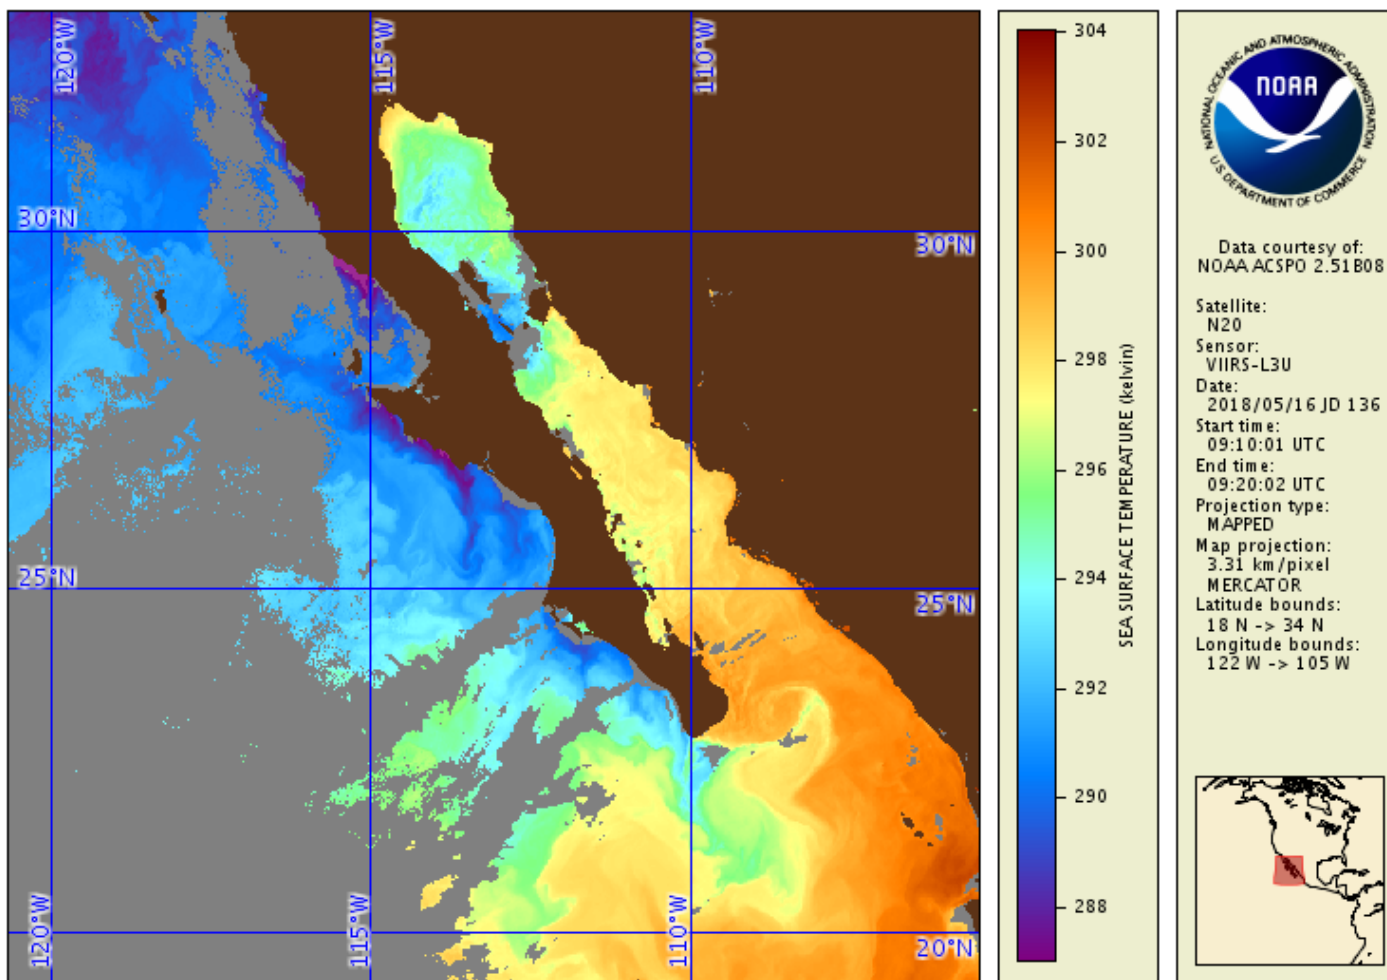 120°W
115°W
110°W
30°N
30°N
25°N
25°N
120°W
115°W
110°W
20°N
304
302
300
298
296
294
292
290
288
SEA SURFACE TEMPERATURE (kelvin)
NATIONAL OCEANIC AND ATMOSPHERIC ADMINISTRATION
NOAA
U.S. DEPARTMENT OF COMMERCE
Data courtesy of:
NOAA ACSPO 2.51B08
Satellite:
N20
Sensor:
VIIRS-L3U
Date:
2018/05/16 JD 136
Start time:
09:10:01 UTC
End time:
09:20:02 UTC
Projection type:
MAPPED
Map projection:
3.31 km/pixel
MERCATOR
Latitude bounds:
18 N -> 34 N
Longitude bounds:
122 W -> 105 W